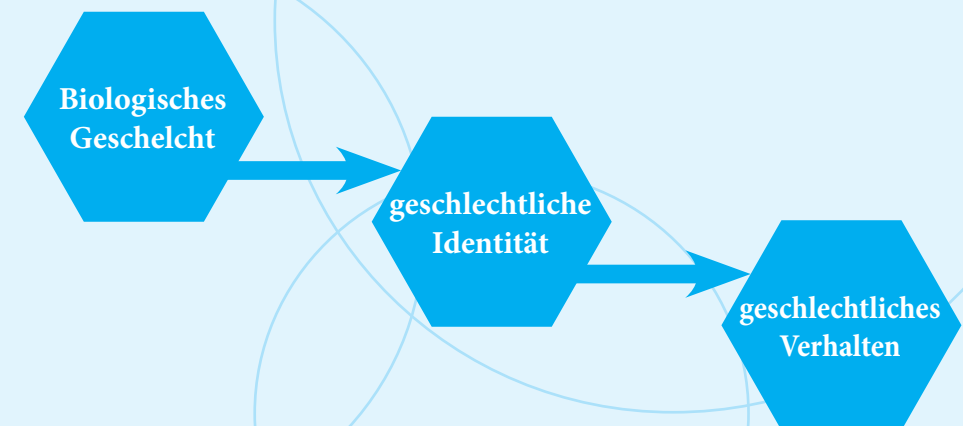 Biologisches
Geschelcht
geschlechtliche
Identität
geschlechtliches
Verhalten